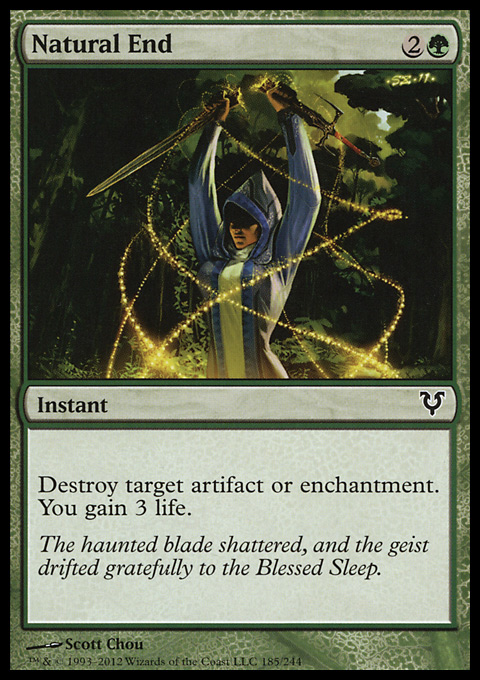 Natural End 2
SZ·11·
Instant
Destroy target artifact or enchantment.
You gain 3 life.
The haunted blade shattered, and the geist
drifted gratefully to the Blessed Sleep.
Scott Chou
™ & © 1993–2012 Wizards of the Coast LLC 185/244